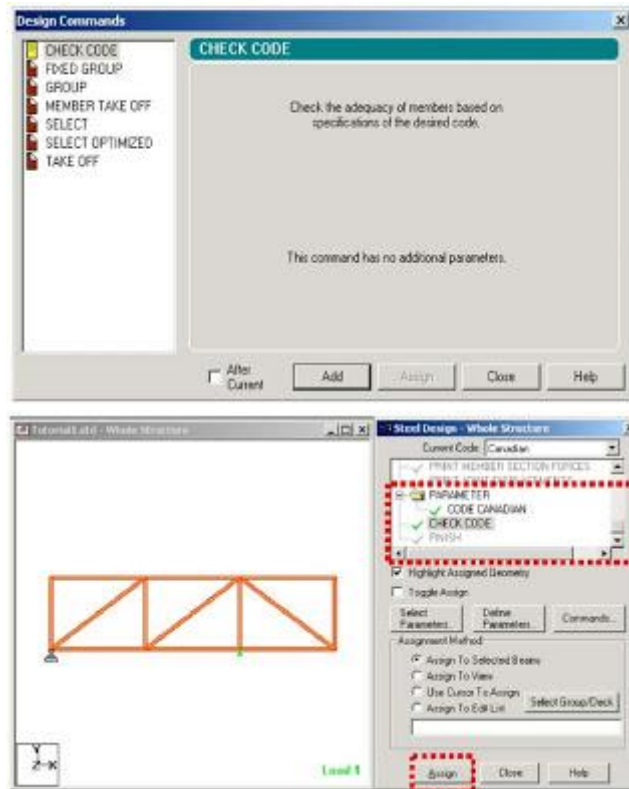 Design Commands
CHECK CODE
FIXED GROUP
GROUP
MEMBER TAKE OFF
SELECT
SELECT OPTIMIZED
TAKE OFF
CHECK CODE
Check the adequacy of members based on
specifications of the desired code.
This command has no additional parameters.
After
Current
Add
Assign
Close
Help
- Whole Structure
Load 1
Y
Z-X
Steel Design - Whole Structure
Current Code: Canadian
PRINT MEMBER SECTION FORCES
PARAMETER
CODE CANADIAN
CHECK CODE
FINISH
Highlight Assigned Geometry
Toggle Assign
Select
Parameters...
Define
Parameters...
Commands...
Assignment Method
Assign To Selected Beams
Assign To View
Use Cursor To Assign
Assign To Edit List
Select Group/Deck
Assign
Close
Help